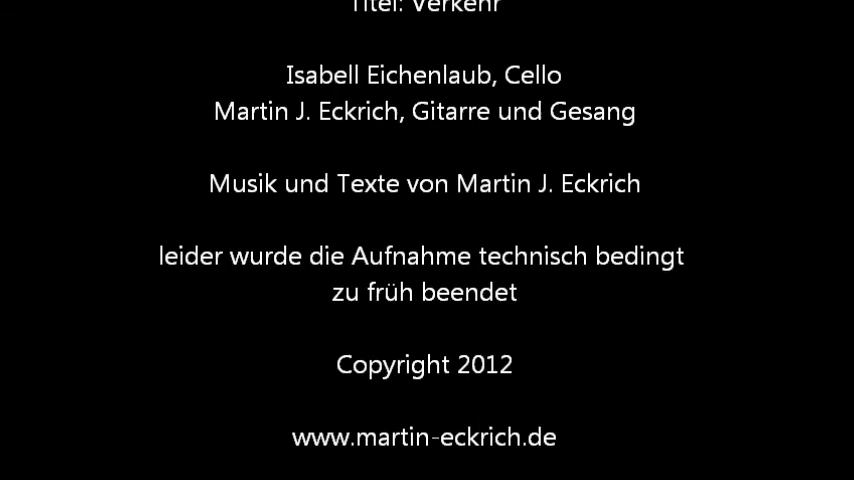 Titel: Verkehr
Isabell Eichenlaub, Cello
Martin J. Eckrich, Gitarre und Gesang
Musik und Texte von Martin J. Eckrich
leider wurde die Aufnahme technisch bedingt
zu früh beendet
Copyright 2012
www.martin-eckrich.de